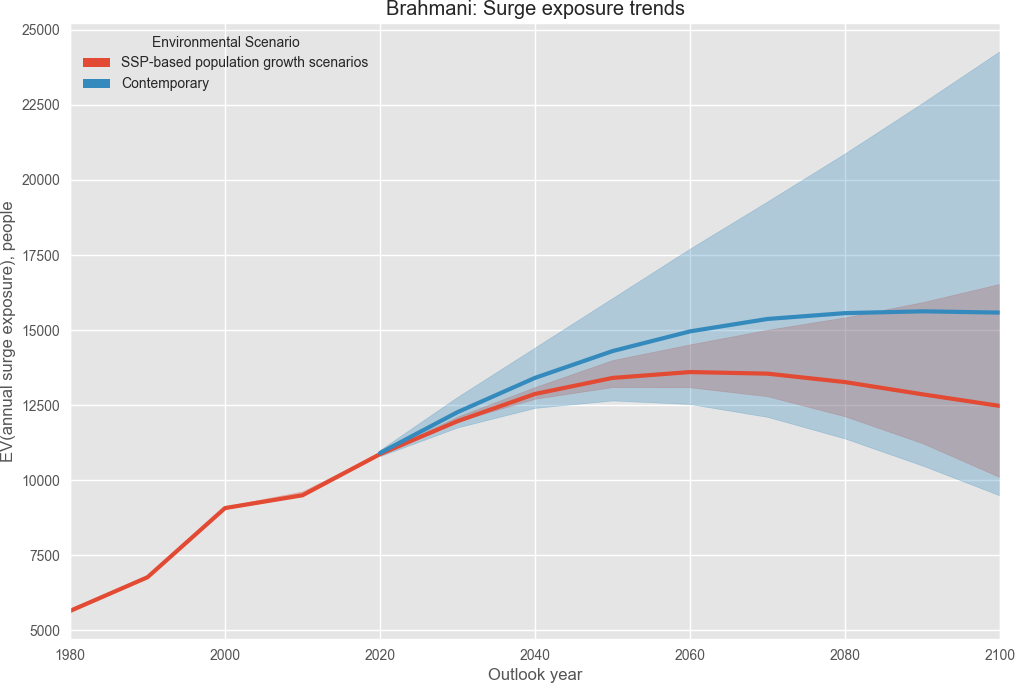 Brahmani: Surge exposure trends
Environmental Scenario
SSP-based population growth scenarios
Contemporary
EV(annual surge exposure), people
25000
22500
20000
17500
15000
12500
10000
7500
5000
1980
2000
2020
2040
2060
2080
2100
Outlook year